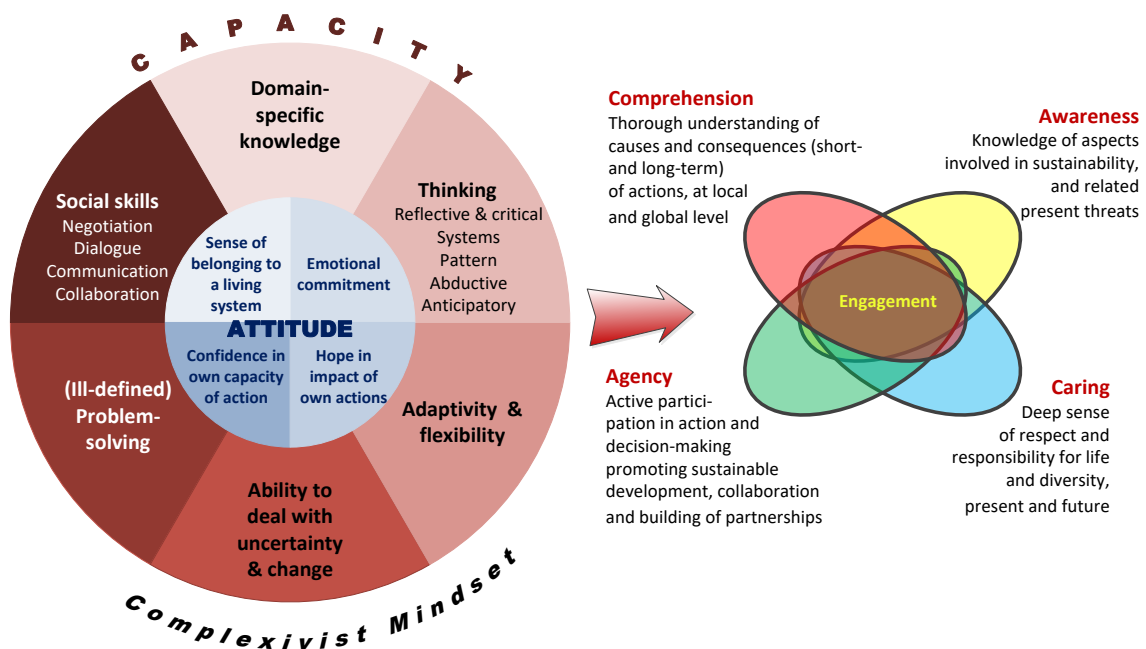 CAPACITY
Domain-
specific
knowledge
Thinking
Reflective & critical
Systems
Pattern
Abductive
Anticipatory
Adaptivity &
flexibility
Ability to
deal with
uncertainty
& change
(Ill-defined)
Problem-
solving
Social skills
Negotiation
Dialogue
Communication
Collaboration
Sense of
belonging to
a living
system
Emotional
commitment
ATTITUDE
Confidence in
own capacity
of action
Hope in
impact of
own actions
Complexivist Mindset
Comprehension
Thorough understanding of
causes and consequences (short-
and long-term)
of actions, at local
and global level
Awareness
Knowledge of aspects
involved in sustainability,
and related
present threats
Engagement
Agency
Active partici-
pation in action and
decision-making
promoting sustainable
development, collaboration
and building of partnerships
Caring
Deep sense
of respect and
responsibility for life
and diversity,
present and future